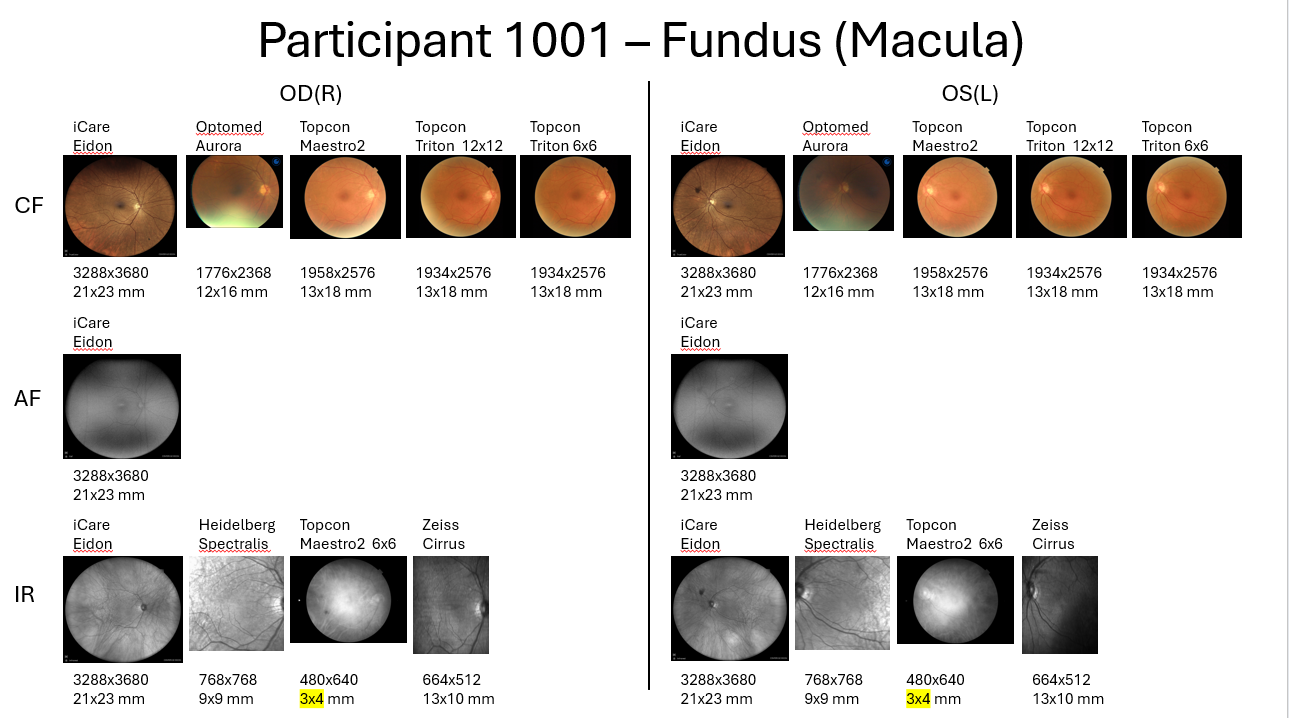 Participant 1001 – Fundus (Macula)
OD(R)
OS(L)
iCare
Eidon
Optomed
Aurora
Topcon
Maestro2
Topcon
Triton 12x12
Topcon
Triton 6x6
iCare
Eidon
Optomed
Aurora
Topcon
Maestro2
Topcon
Triton 12x12
Topcon
Triton 6x6
CF
3288x3680
21x23 mm
1776x2368
12x16 mm
1958x2576
13x18 mm
1934x2576
13x18 mm
1934x2576
13x18 mm
3288x3680
21x23 mm
1776x2368
12x16 mm
1958x2576
13x18 mm
1934x2576
13x18 mm
1934x2576
13x18 mm
iCare
Eidon
iCare
Eidon
AF
3288x3680
21x23 mm
3288x3680
21x23 mm
iCare
Eidon
Heidelberg
Spectralis
Topcon
Maestro2 6x6
Zeiss
Cirrus
iCare
Eidon
Heidelberg
Spectralis
Topcon
Maestro2 6x6
Zeiss
Cirrus
IR
3288x3680
21x23 mm
768x768
9x9 mm
480x640
3x4 mm
664x512
13x10 mm
3288x3680
21x23 mm
768x768
9x9 mm
480x640
3x4 mm
664x512
13x10 mm